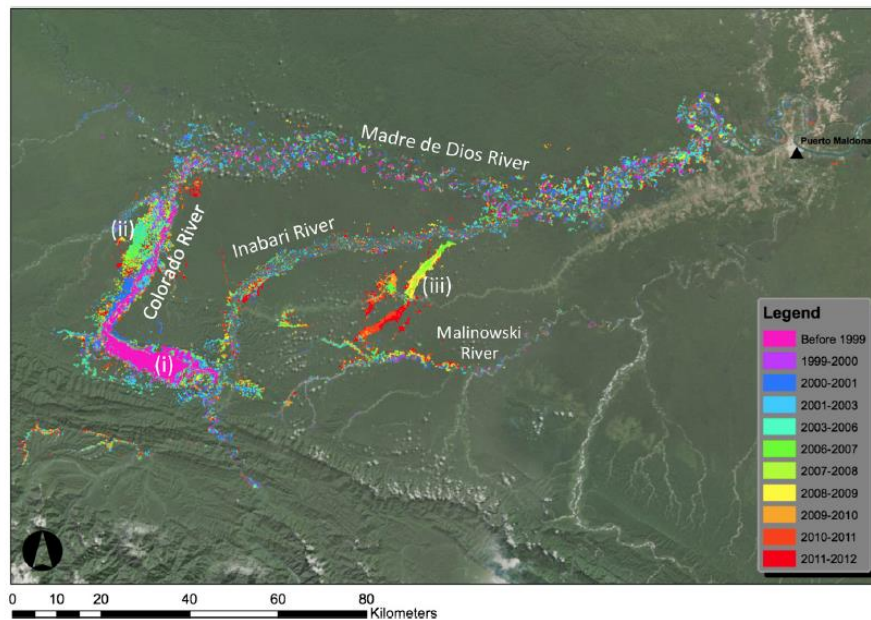 Madre de Dios River
Puerto Maldona
(ii)
Colorado River
Inabari River
(iii)
Malinowski
River
(i)
Legend
Before 1999
1999-2000
2000-2001
2001-2003
2003-2006
2006-2007
2007-2008
2008-2009
2009-2010
2010-2011
2011-2012
0 10 20 40 60 80
Kilometers